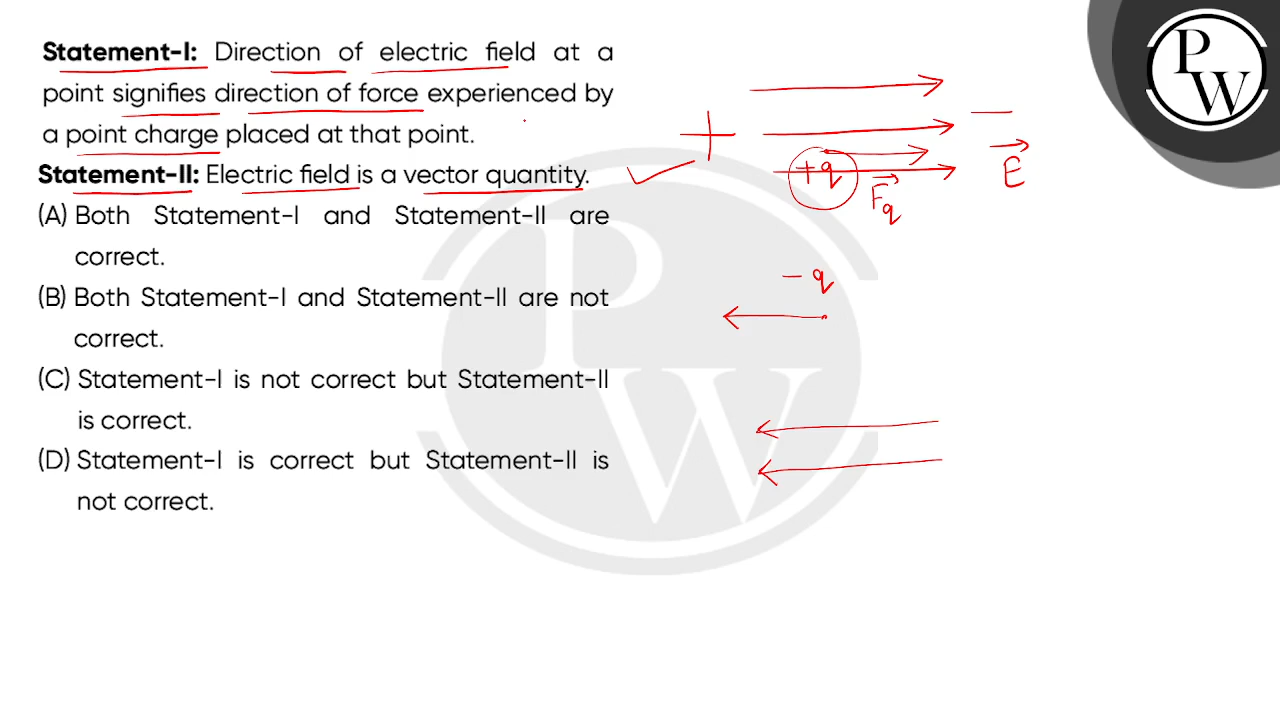 Statement-I: Direction of electric field at a
point signifies direction of force experienced by
a point charge placed at that point.
Statement-II: Electric field is a vector quantity.
(A) Both Statement-I and Statement-II are
correct.
(B) Both Statement-I and Statement-II are not
correct.
(C) Statement-I is not correct but Statement-II
is correct.
(D) Statement-I is correct but Statement-II is
not correct.
+
−
+q
F⃗q
E⃗
−q
P
W
P
W